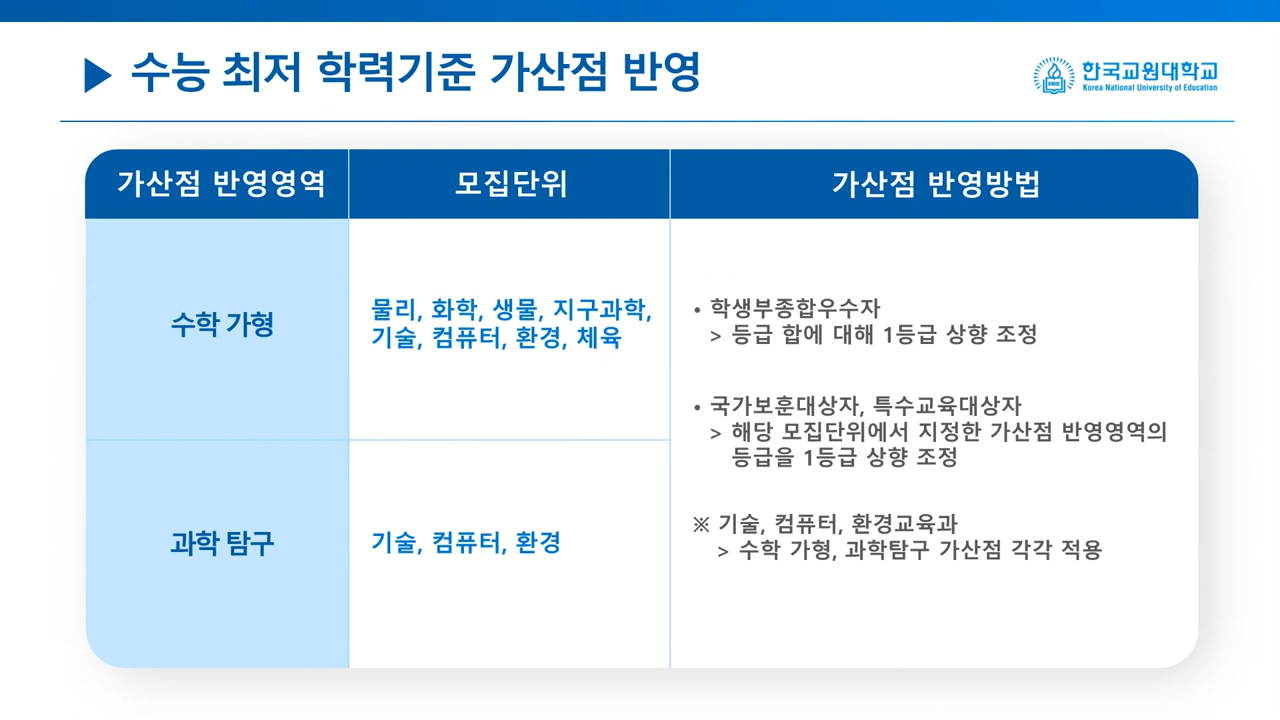 ▶ 수능 최저 학력기준 가산점 반영
한국교원대학교
Korea National University of Education
가산점 반영영역
모집단위
가산점 반영방법
수학 가형
물리, 화학, 생물, 지구과학,
기술, 컴퓨터, 환경, 체육
• 학생부종합우수자
> 등급 합에 대해 1등급 상향 조정
• 국가보훈대상자, 특수교육대상자
> 해당 모집단위에서 지정한 가산점 반영영역의
등급을 1등급 상향 조정
※ 기술, 컴퓨터, 환경교육과
> 수학 가형, 과학탐구 가산점 각각 적용
과학 탐구
기술, 컴퓨터, 환경